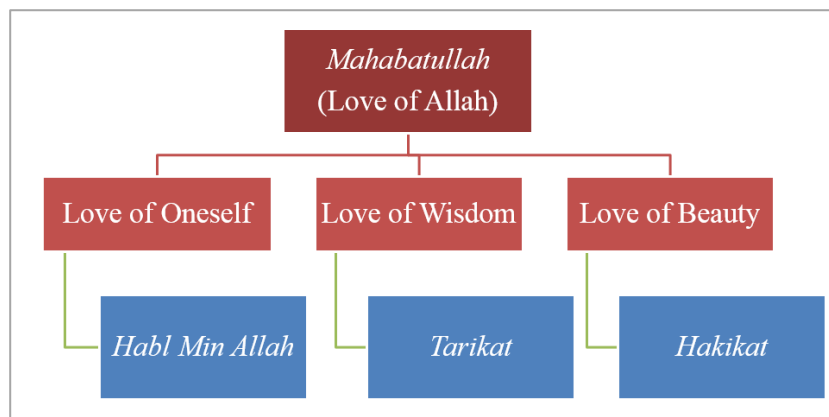 Mahabatullah
(Love of Allah)
Love of Oneself
Love of Wisdom
Love of Beauty
Habl Min Allah
Tarikat
Hakikat